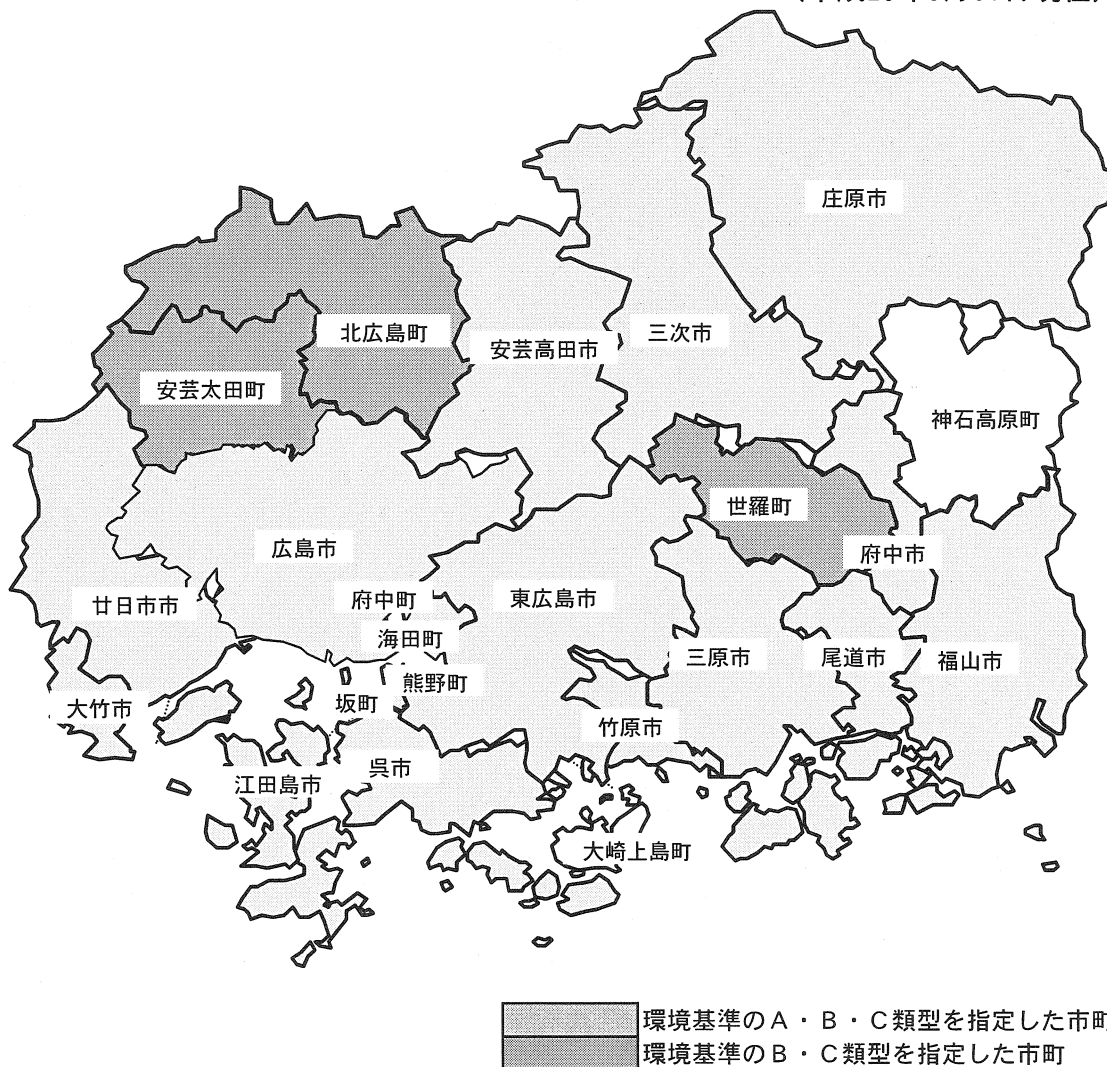 庄原市
北広島町
安芸高田市
三次市
安芸太田町
神石高原町
世羅町
広島市
府中市
廿日市市
府中町
東広島市
海田町
三原市
尾道市
福山市
熊野町
大竹市
坂町
竹原市
呉市
江田島市
大崎上島町
環境基準のA・B・C類型を指定した市町
環境基準のB・C類型を指定した市町